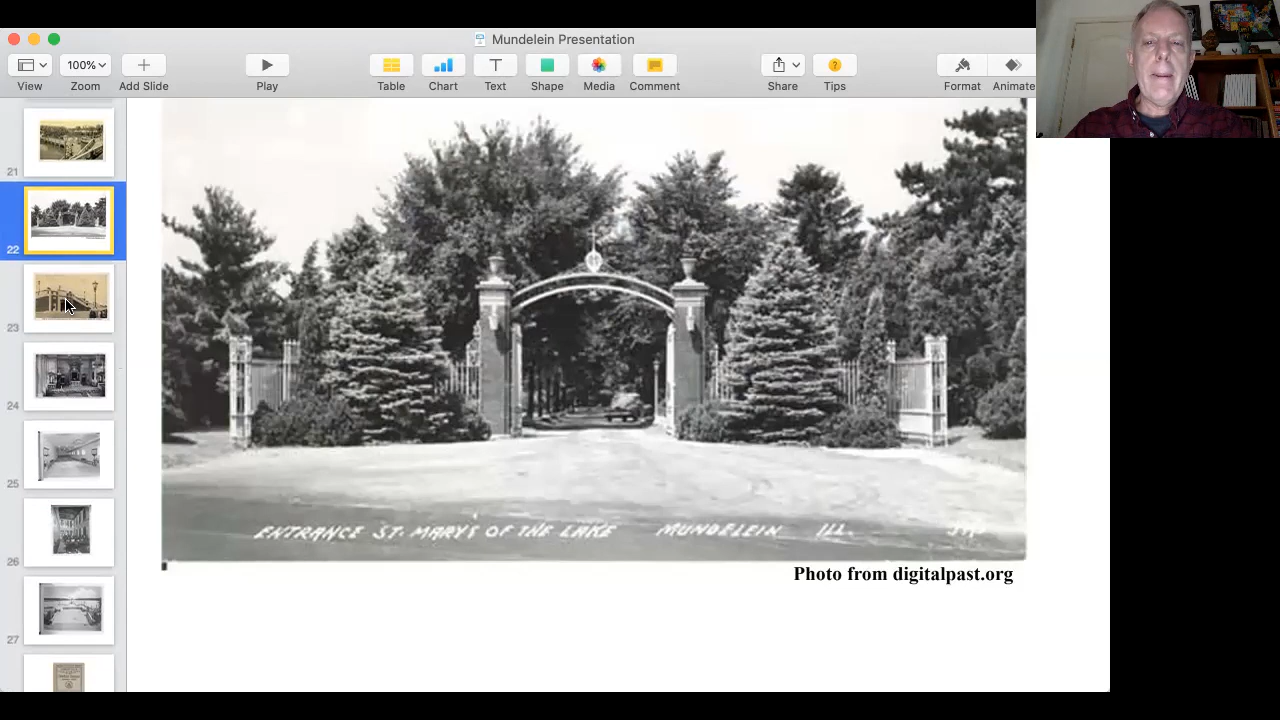 Mundelein Presentation
100%
View
Zoom
Add Slide
Play
Table
Chart
Text
Shape
Media
Comment
Share
Tips
Format
Animate
21
22
23
24
25
26
27
ENTRANCE ST. MARY'S OF THE LAKE MUNDELEIN ILL.
Photo from digitalpast.org